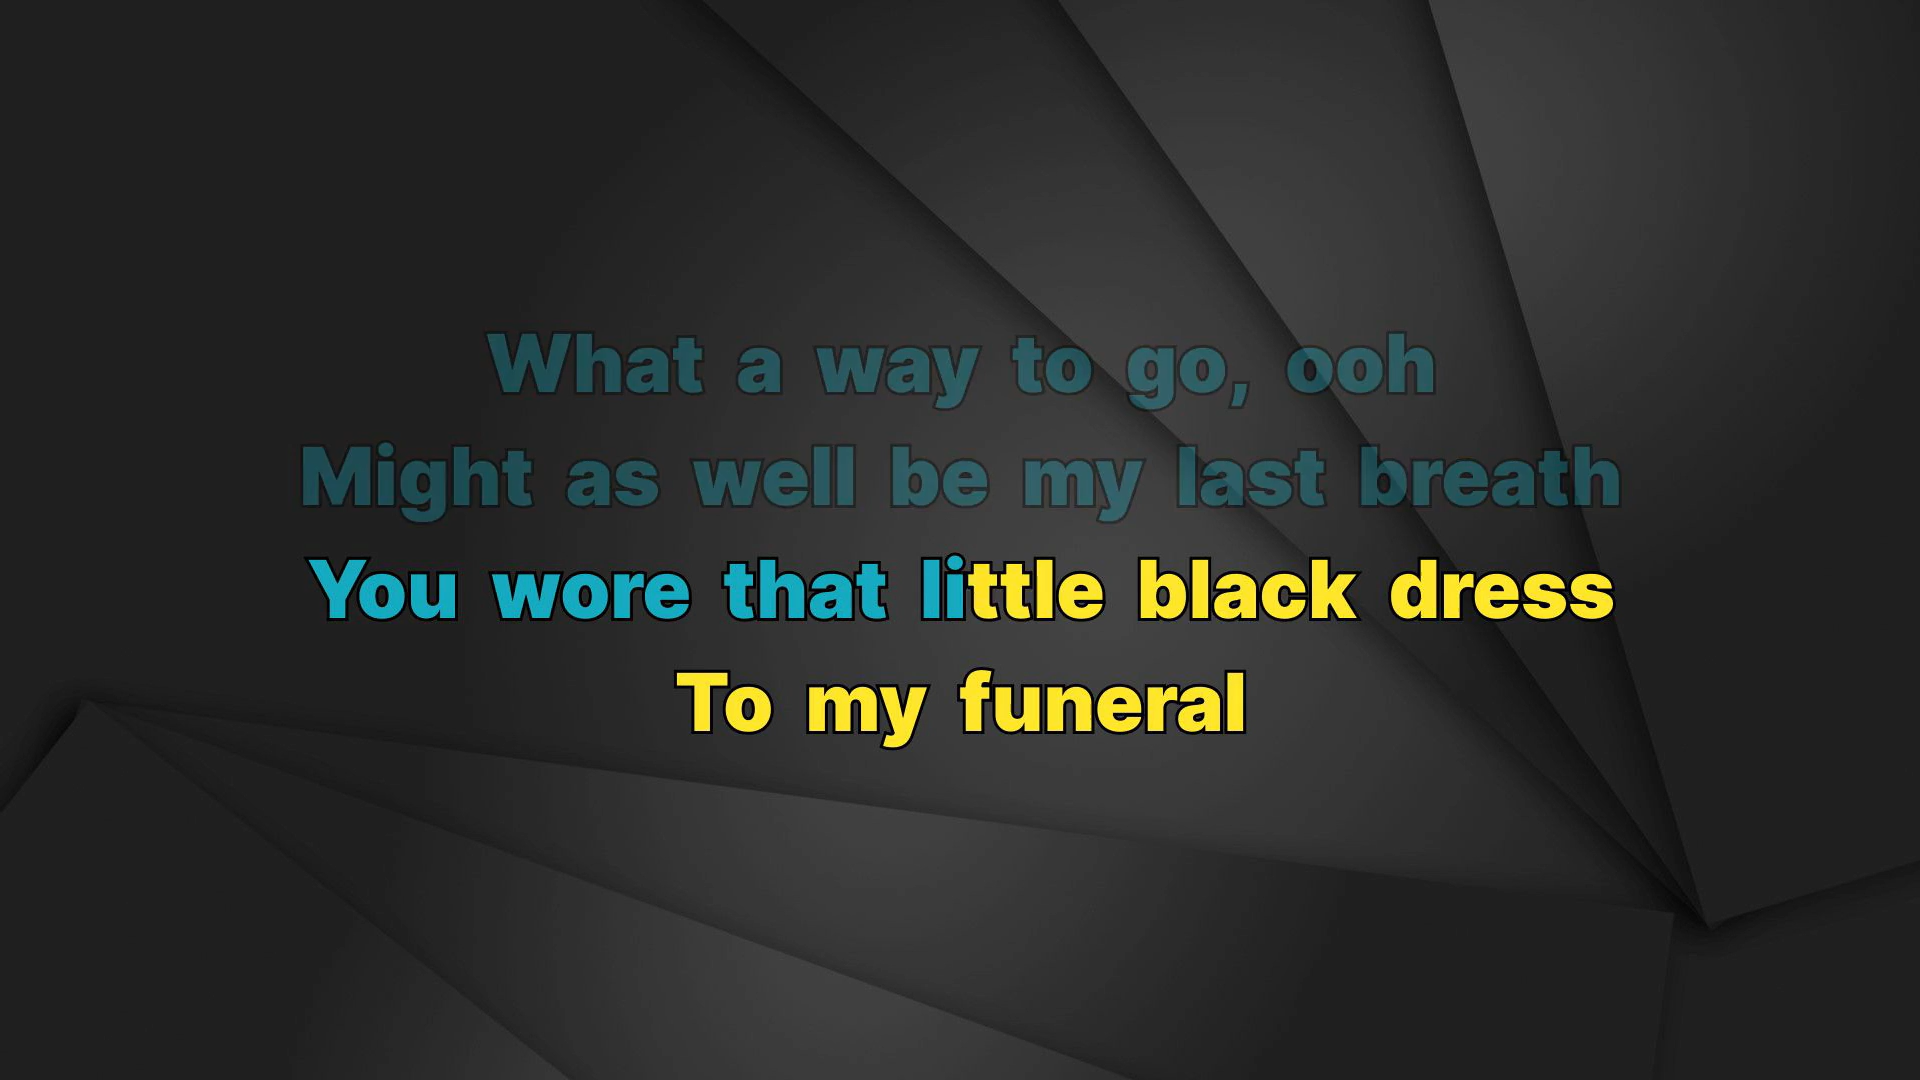 What a way to go, ooh
Might as well be my last breath
You wore that little black dress
To my funeral